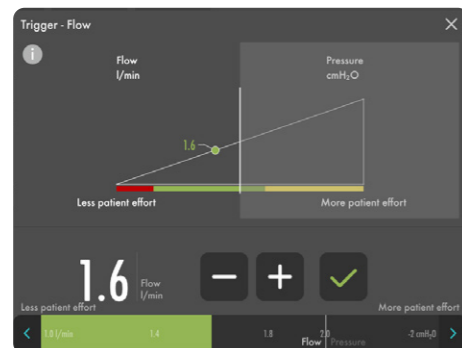 Trigger - Flow
Flow
l/min
Pressure
cmH₂O
1.6
Less patient effort
More patient effort
1.6
Flow
l/min
Less patient effort
More patient effort
1.0 l/min
1.4
1.8
2.0
-2 cmH₂0
Flow
Pressure